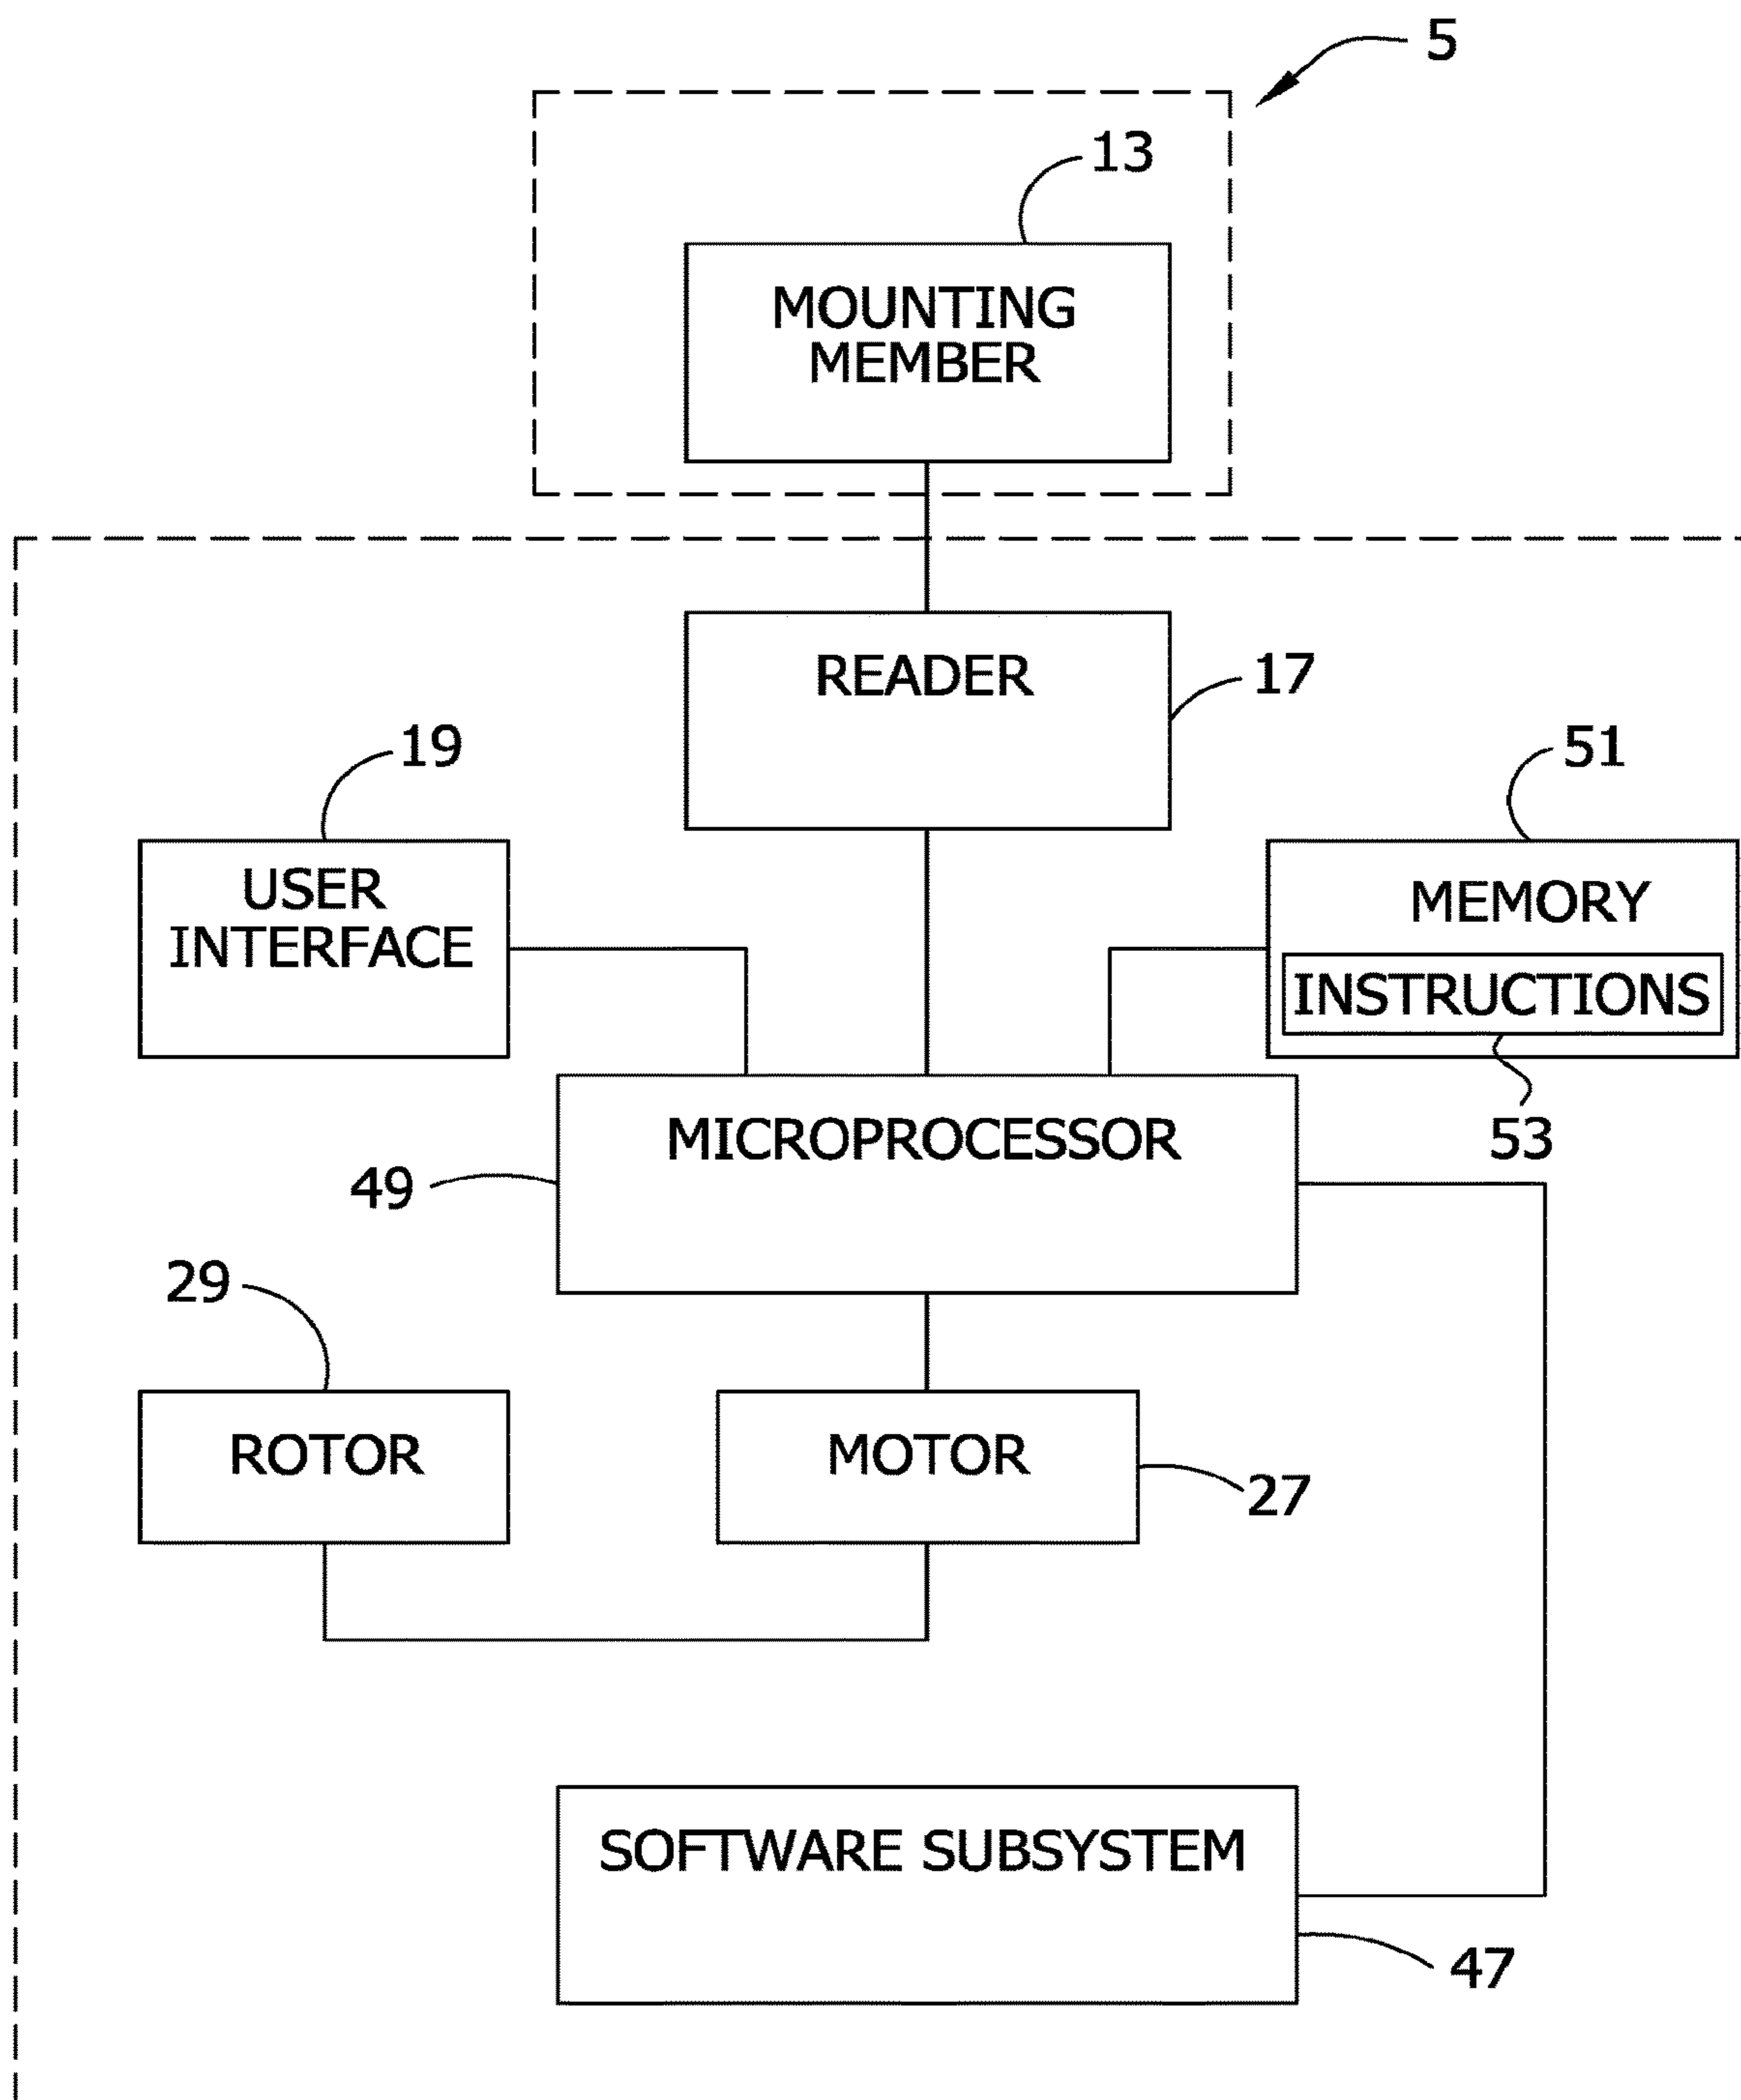 5
13
MOUNTING
MEMBER
READER
17
19
51
USER
INTERFACE
MEMORY
INSTRUCTIONS
53
MICROPROCESSOR
49
29
ROTOR
MOTOR
27
SOFTWARE SUBSYSTEM
47